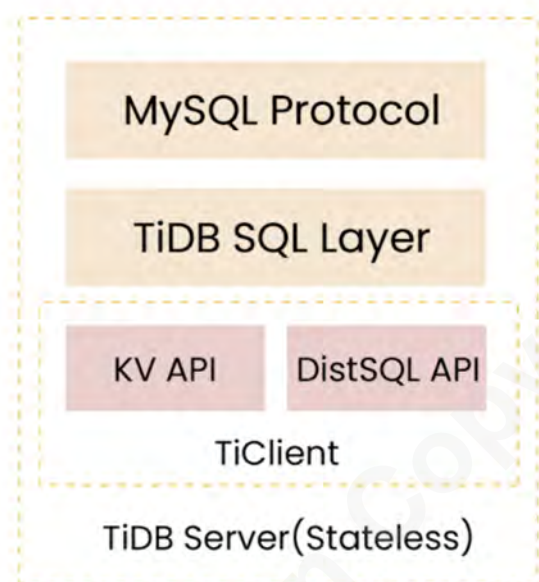 MySQL Protocol
TiDB SQL Layer
KV API
DistSQL API
TiClient
TiDB Server(Stateless)